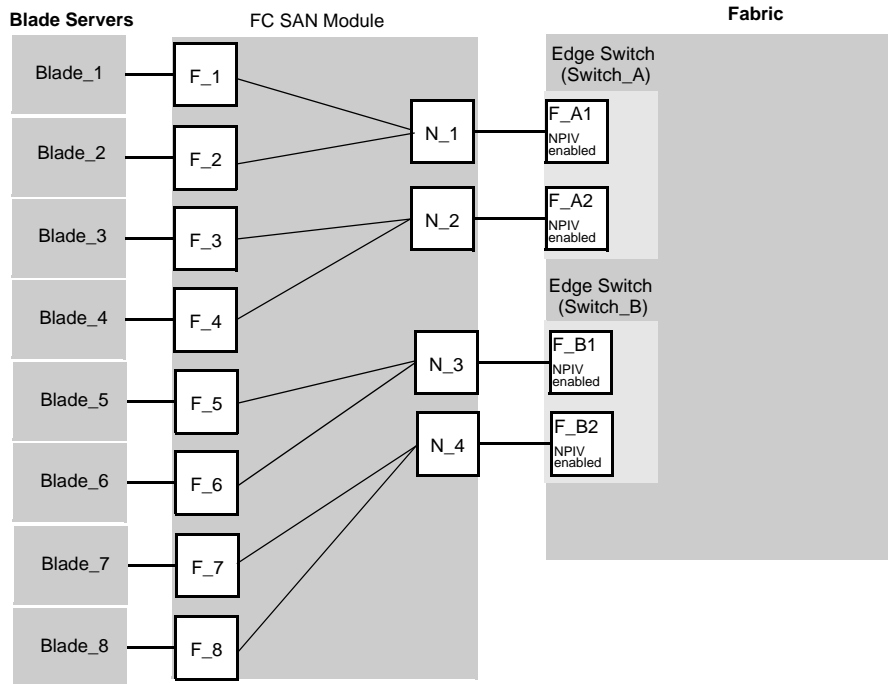 Blade Servers
FC SAN Module
Fabric
Blade_1
Blade_2
Blade_3
Blade_4
Blade_5
Blade_6
Blade_7
Blade_8
F_1
F_2
F_3
F_4
F_5
F_6
F_7
F_8
N_1
N_2
N_3
N_4
Edge Switch
(Switch_A)
F_A1
NPIV
enabled
F_A2
NPIV
enabled
Edge Switch
(Switch_B)
F_B1
NPIV
enabled
F_B2
NPIV
enabled